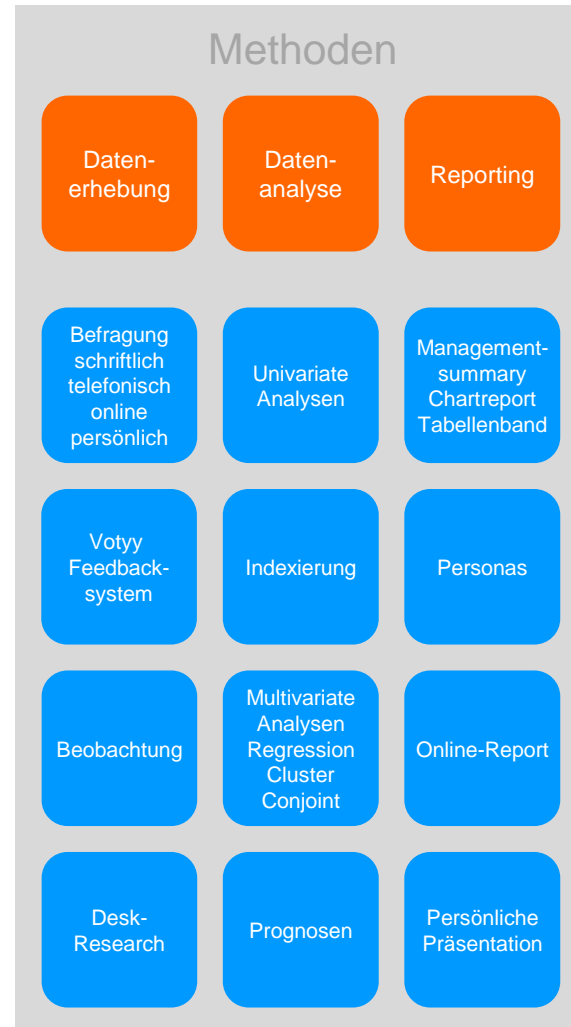 Methoden
Daten-
erhebung
Daten-
analyse
Reporting
Befragung
schriftlich
telefonisch
online
persönlich
Univariate
Analysen
Management-
summary
Chartreport
Tabellenband
Votyy
Feedback-
system
Indexierung
Personas
Beobachtung
Multivariate
Analysen
Regression
Cluster
Conjoint
Online-Report
Desk-
Research
Prognosen
Persönliche
Präsentation